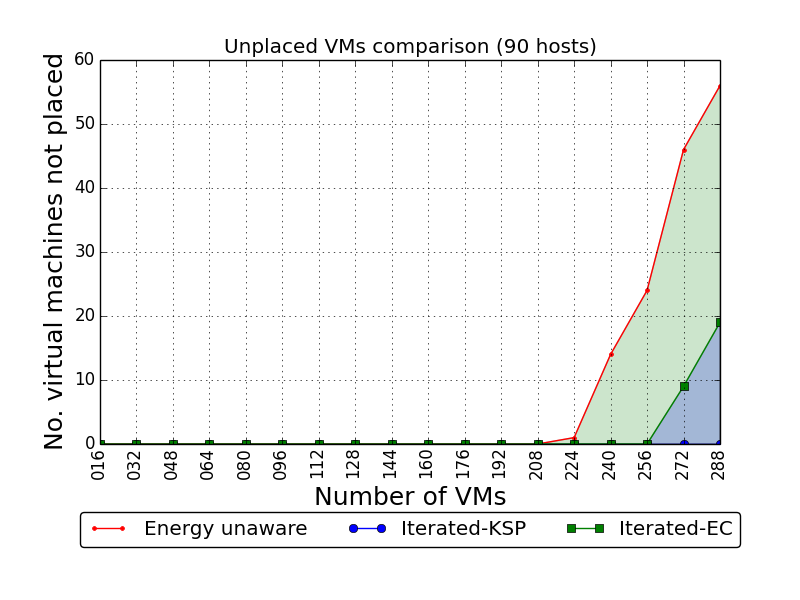 Unplaced VMs comparison (90 hosts)
No. virtual machines not placed
60
50
40
30
20
10
0
016 032 048 064 080 096 112 128 144 160 176 192 208 224 240 256 272 288
Number of VMs
Energy unaware Iterated-KSP Iterated-EC